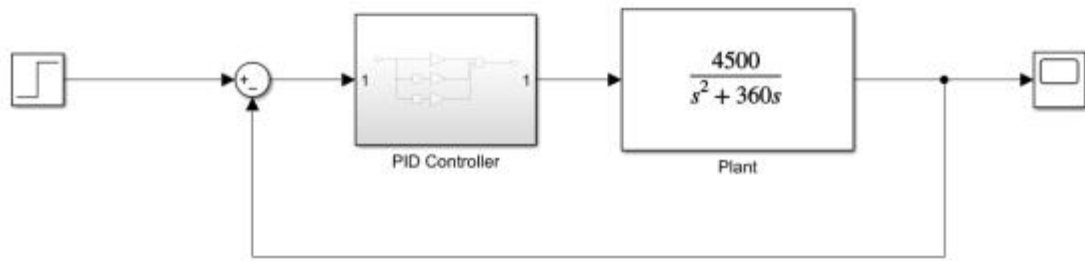 +
−
1
1
PID Controller
4500
s² + 360s
Plant